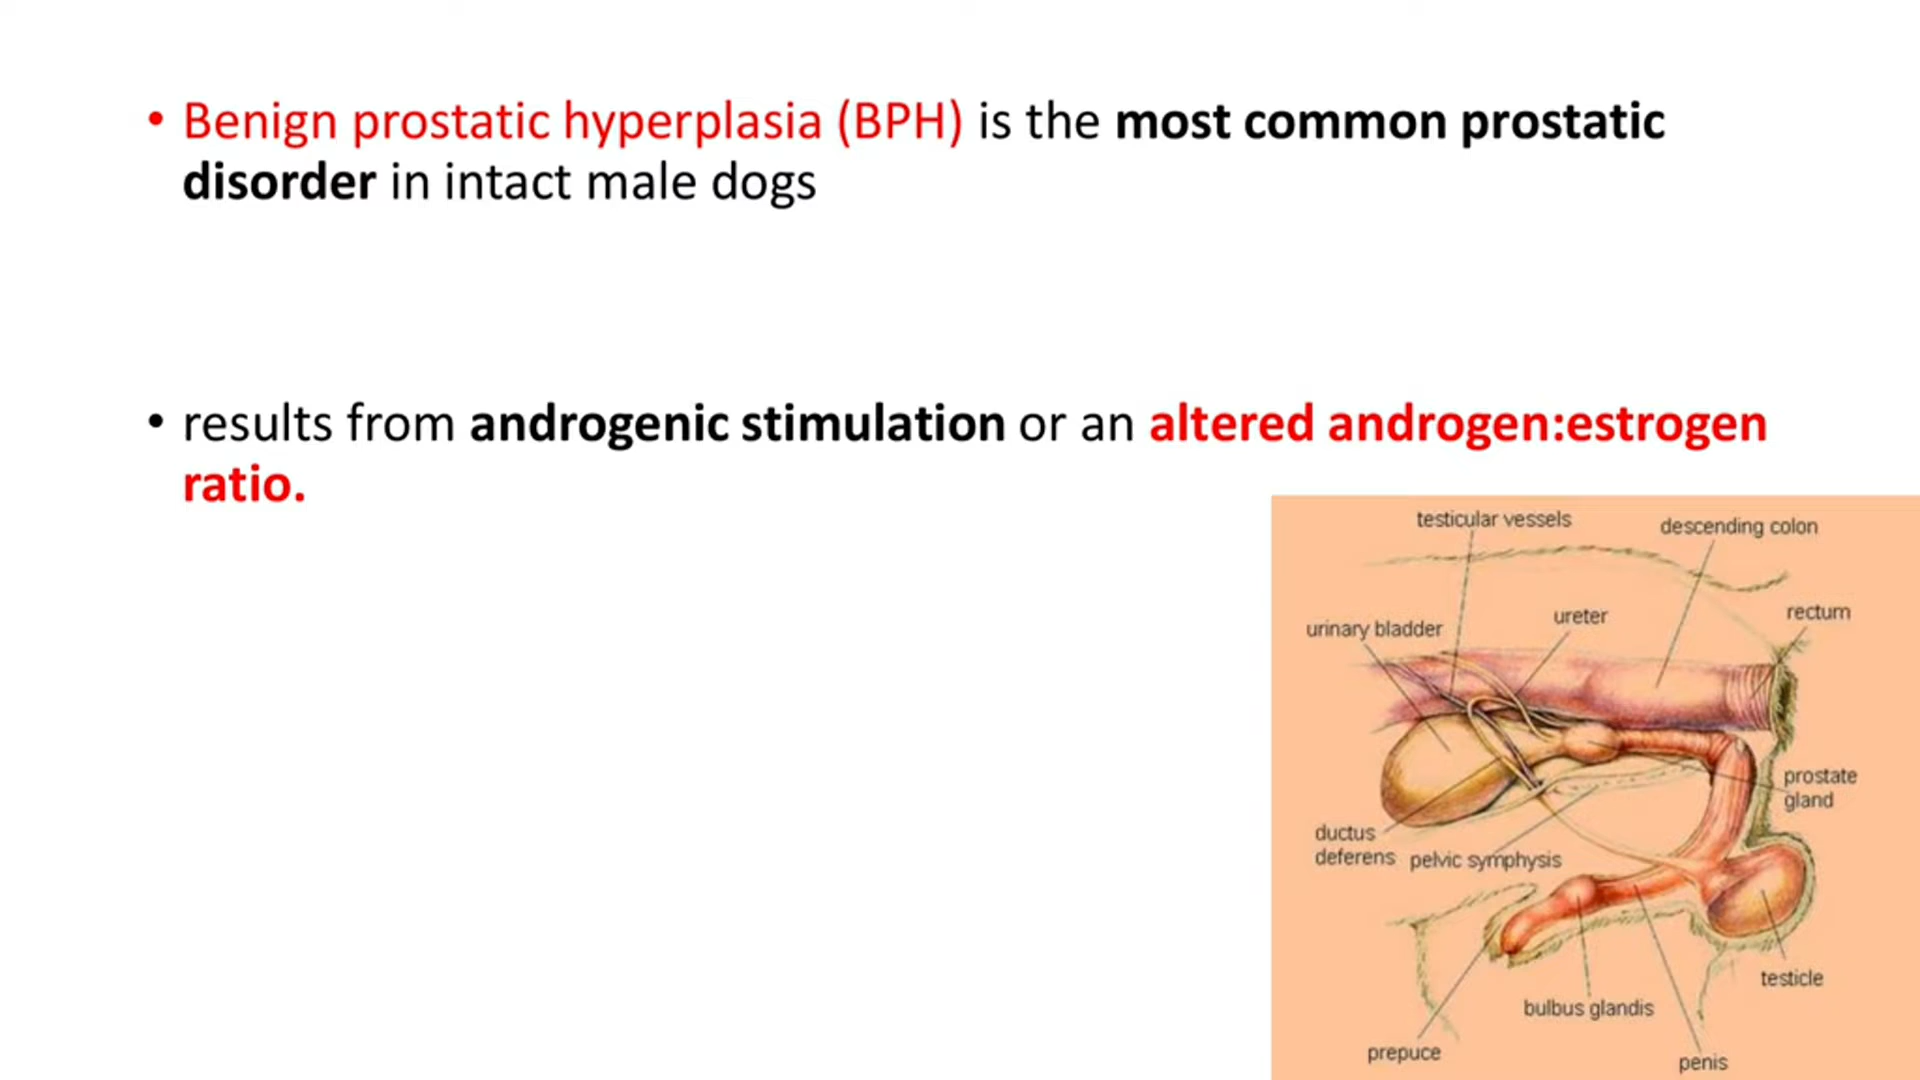 • Benign prostatic hyperplasia (BPH) is the most common prostatic
disorder in intact male dogs
• results from androgenic stimulation or an altered androgen:estrogen
ratio.
testicular vessels
descending colon
ureter
rectum
urinary bladder
prostate
gland
ductus
deferens
pelvic symphysis
testicle
bulbus glandis
prepuce
penis